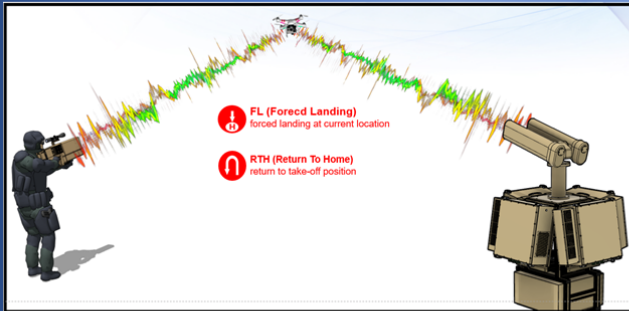 FL (Forecd Landing)
forced landing at current location
H
RTH (Return To Home)
return to take-off position